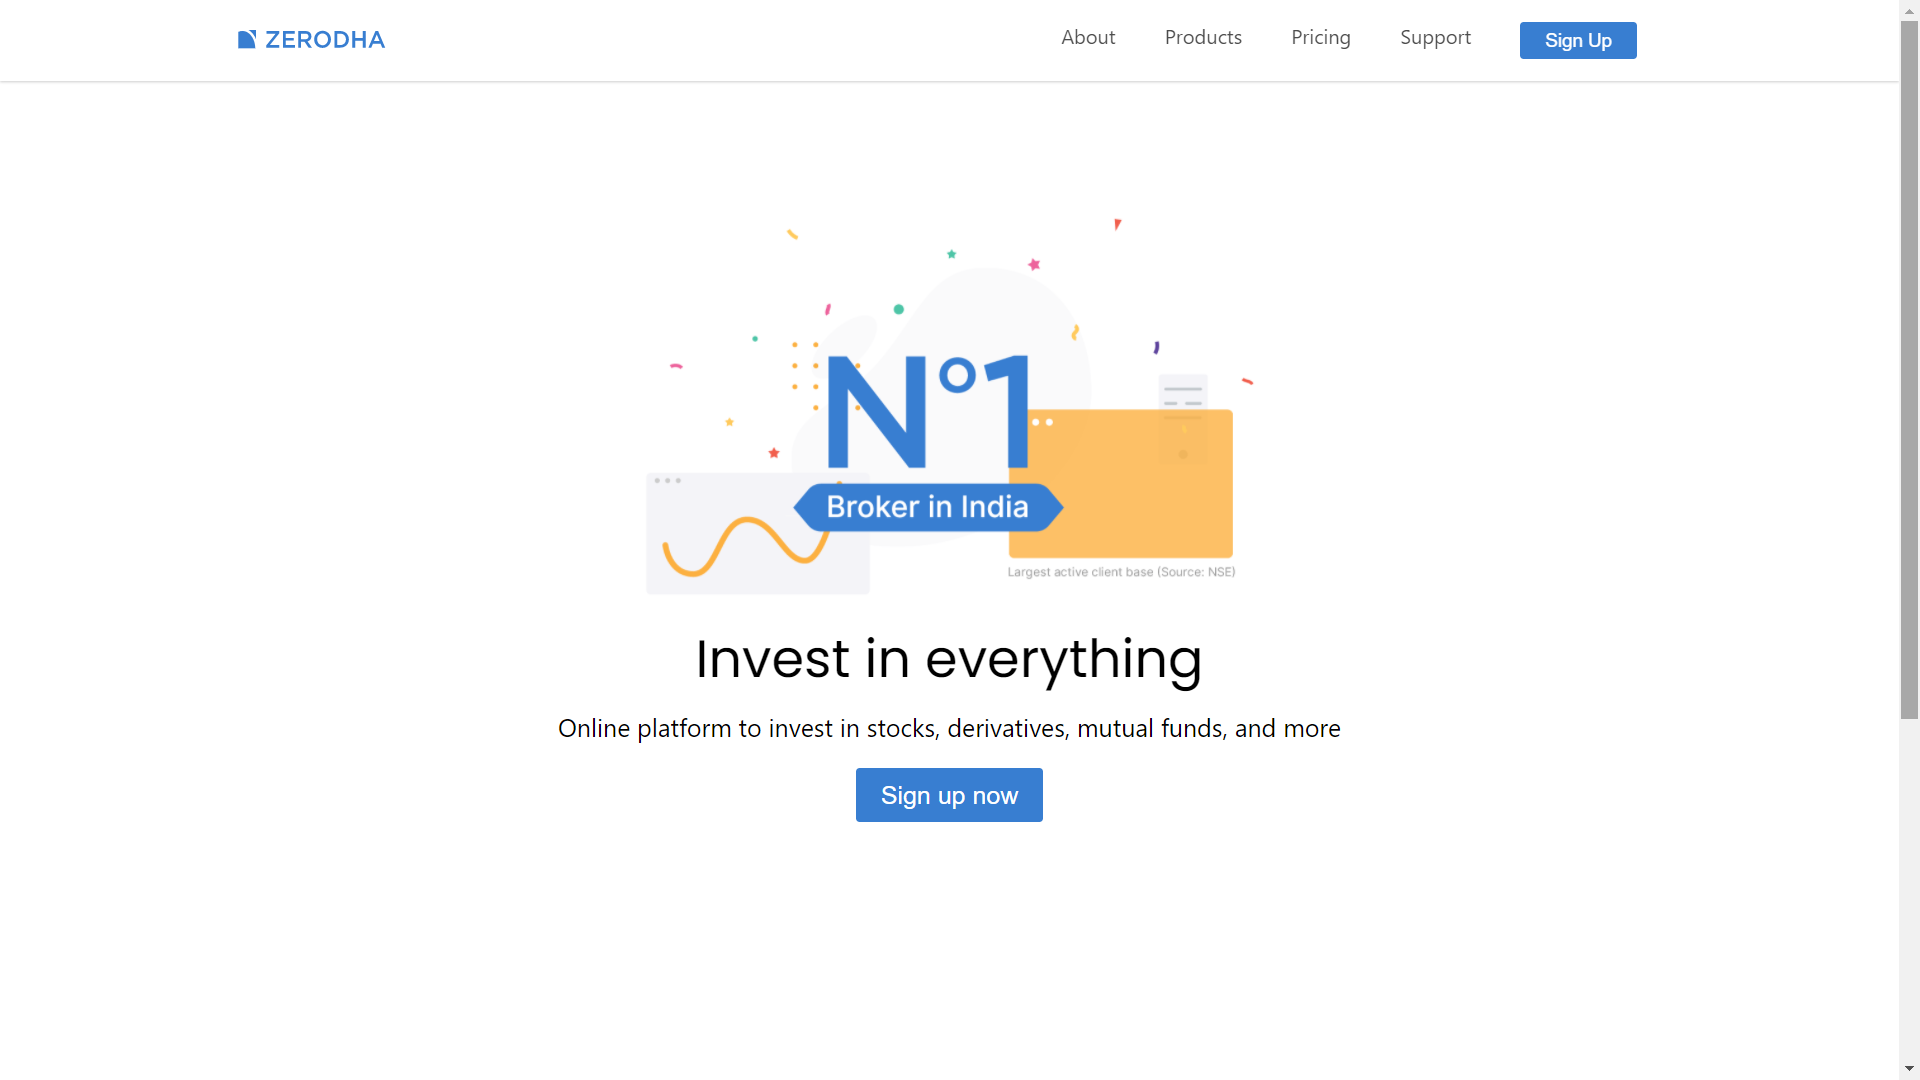 ZERODHA
About
Products
Pricing
Support
Sign Up
N°1
Broker in India
Largest active client base (Source: NSE)
Invest in everything
Online platform to invest in stocks, derivatives, mutual funds, and more
Sign up now